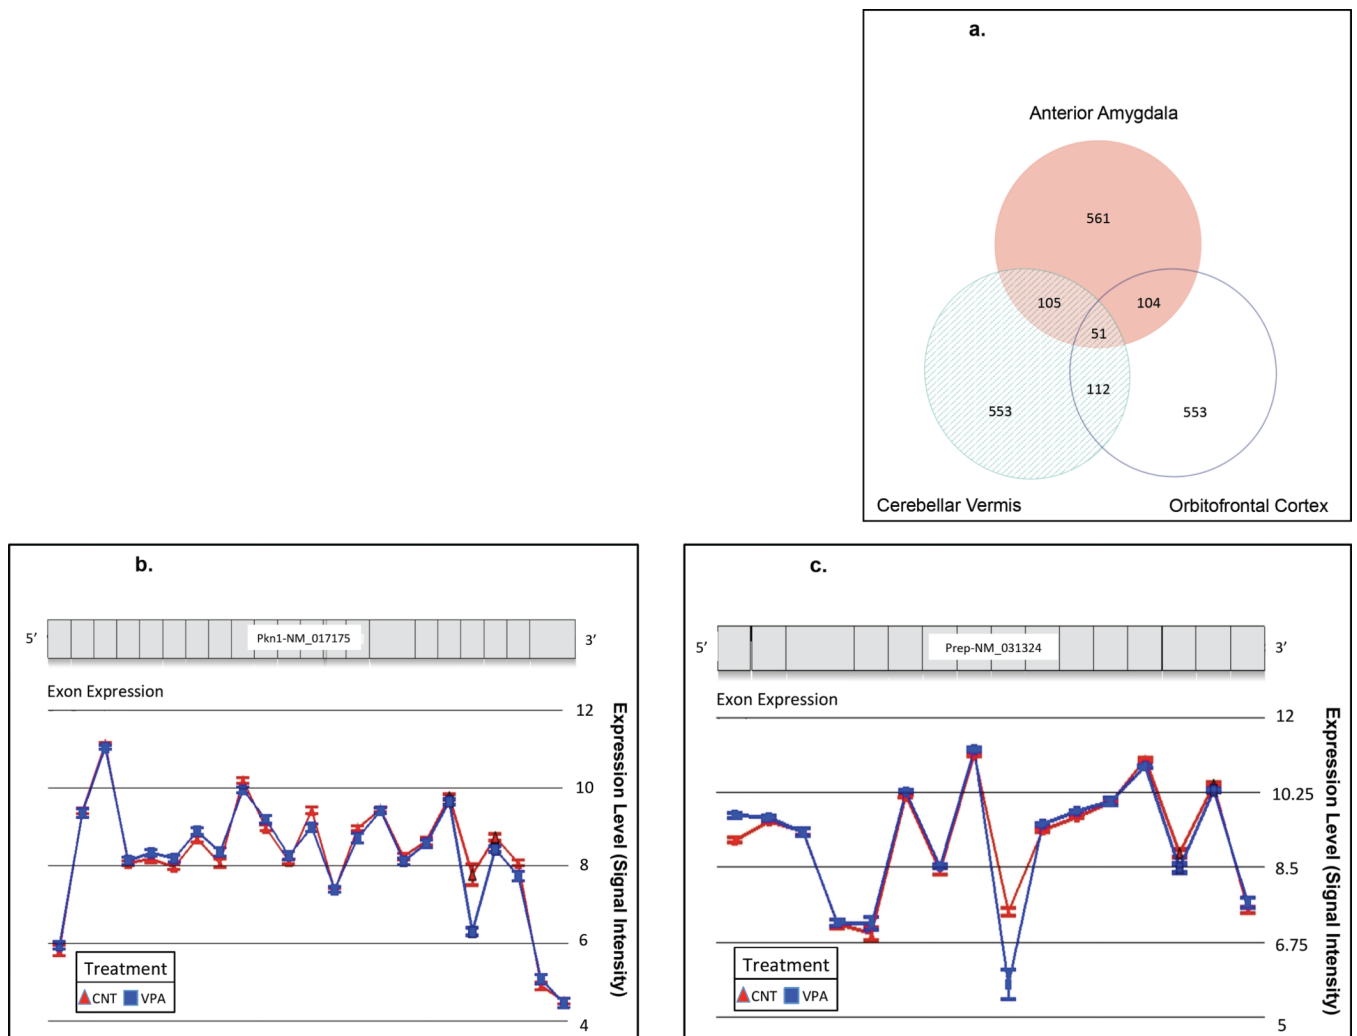 a.
Anterior Amygdala
561
105
104
51
112
553
553
Cerebellar Vermis
Orbitofrontal Cortex
b.
5'
Pkn1-NM_017175
3'
Exon Expression
12
10
8
6
4
Expression Level (Signal Intensity)
Treatment
CNT VPA
c.
5'
Prep-NM_031324
3'
Exon Expression
12
10.25
8.5
6.75
5
Expression Level (Signal Intensity)
Treatment
CNT VPA